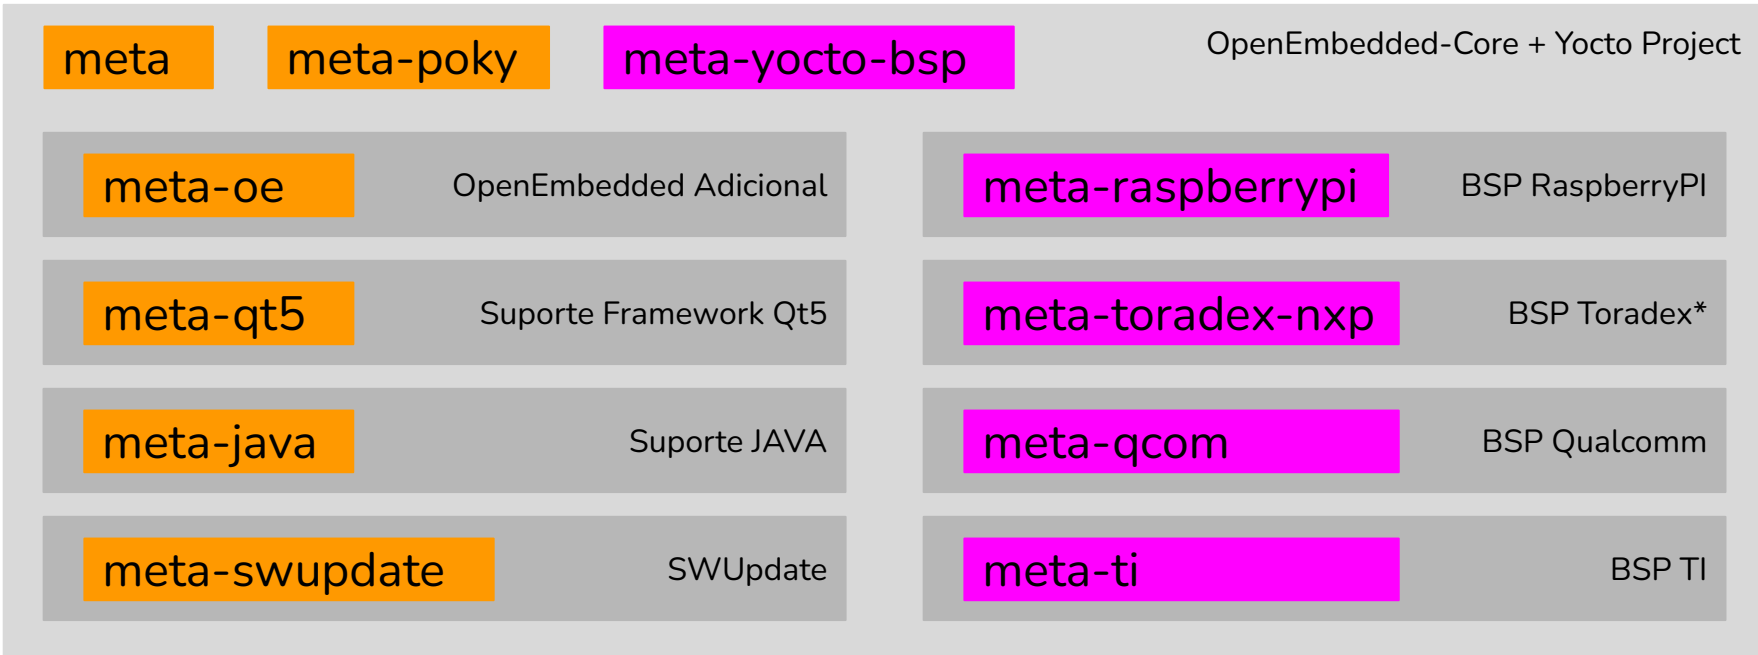 meta meta-poky meta-yocto-bsp OpenEmbedded-Core + Yocto Project
meta-oe OpenEmbedded Adicional
meta-raspberrypi BSP RaspberryPI
meta-qt5 Suporte Framework Qt5
meta-toradex-nxp BSP Toradex*
meta-java Suporte JAVA
meta-qcom BSP Qualcomm
meta-swupdate SWUpdate
meta-ti BSP TI